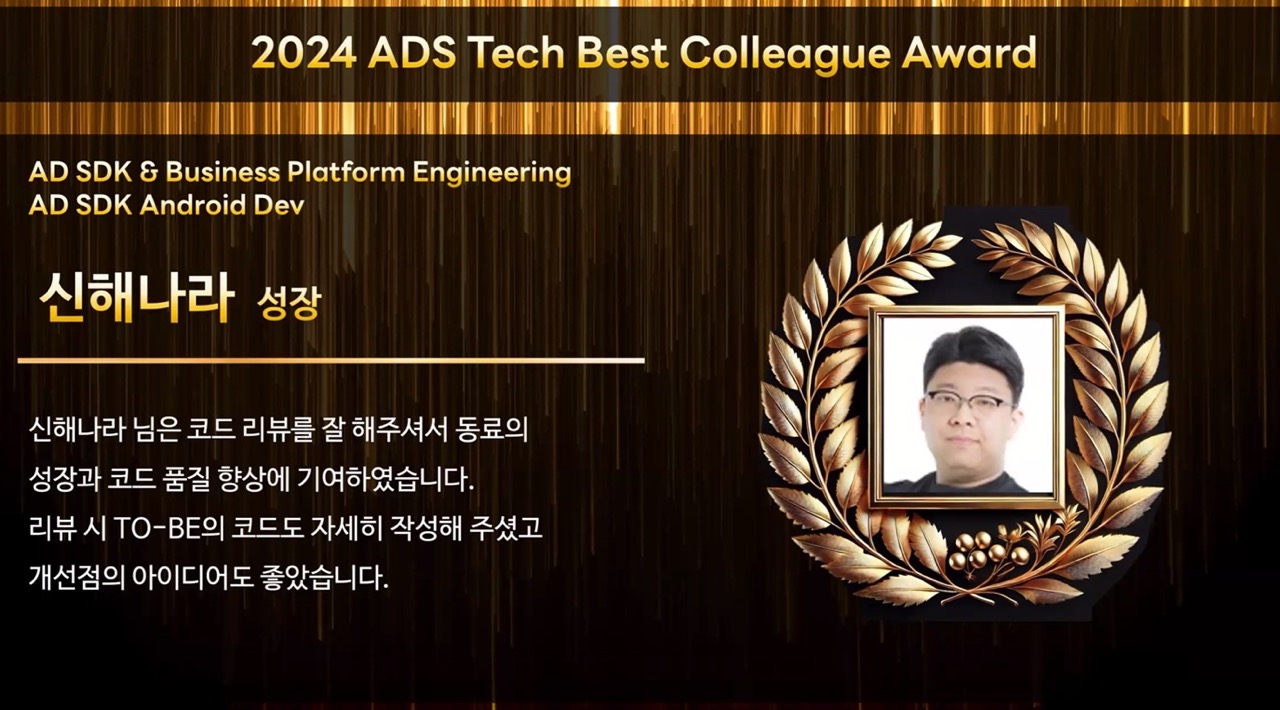 2024 ADS Tech Best Colleague Award
AD SDK & Business Platform Engineering
AD SDK Android Dev
신해나라 성장
신해나라 님은 코드 리뷰를 잘 해주셔서 동료의
성장과 코드 품질 향상에 기여하였습니다.
리뷰 시 TO-BE의 코드도 자세히 작성해 주셨고
개선점의 아이디어도 좋았습니다.